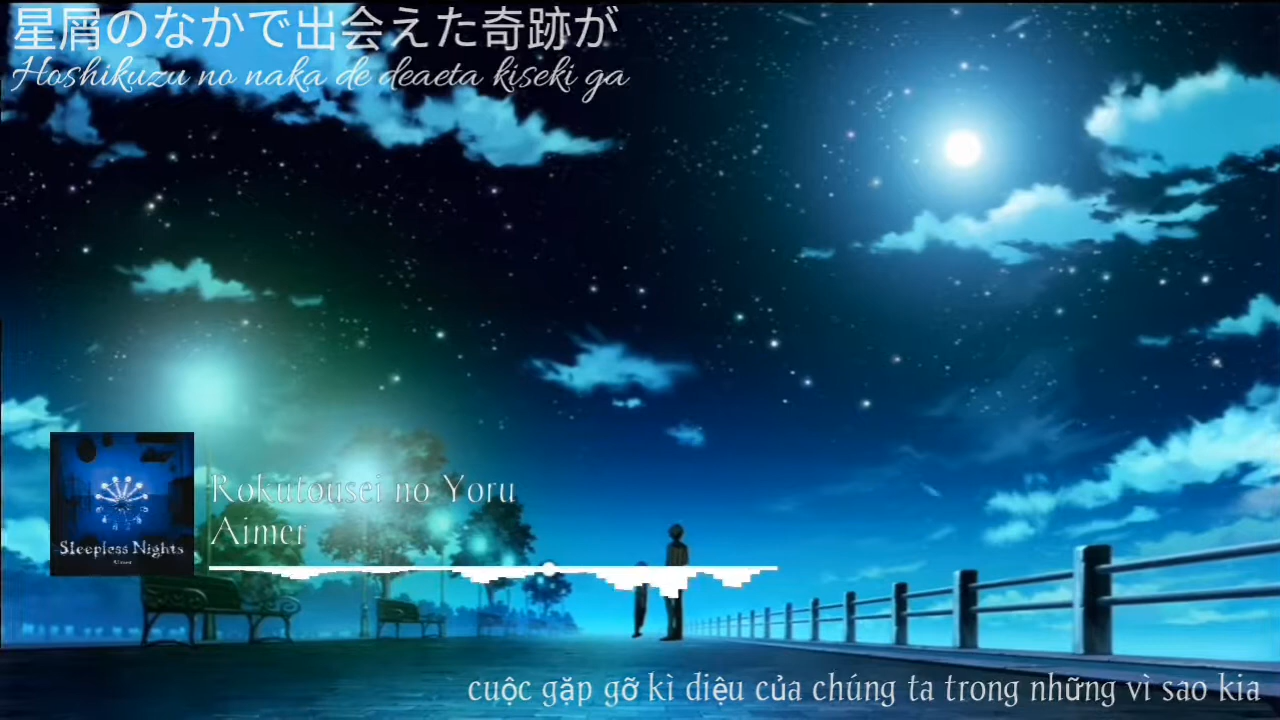 星屑のなかで出会えた奇跡が
Hoshikuzu no naka de deaeta kiseki ga
Sleepless Nights
Aimer
Rokutousei no Yoru
Aimer
cuộc gặp gỡ kì diệu của chúng ta trong những vì sao kia